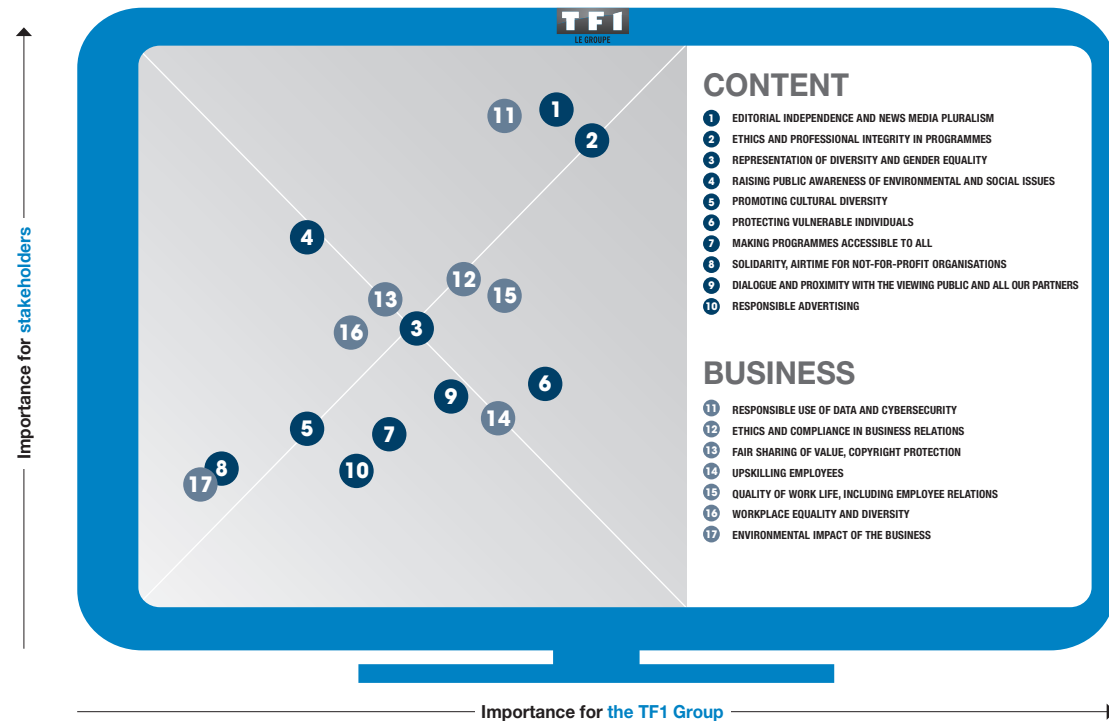 TF1
LE GROUPE
Importance for stakeholders
11
1
2
4
12
13
15
3
16
6
9
14
5
7
8
10
17
CONTENT
1 EDITORIAL INDEPENDENCE AND NEWS MEDIA PLURALISM
2 ETHICS AND PROFESSIONAL INTEGRITY IN PROGRAMMES
3 REPRESENTATION OF DIVERSITY AND GENDER EQUALITY
4 RAISING PUBLIC AWARENESS OF ENVIRONMENTAL AND SOCIAL ISSUES
5 PROMOTING CULTURAL DIVERSITY
6 PROTECTING VULNERABLE INDIVIDUALS
7 MAKING PROGRAMMES ACCESSIBLE TO ALL
8 SOLIDARITY, AIRTIME FOR NOT-FOR-PROFIT ORGANISATIONS
9 DIALOGUE AND PROXIMITY WITH THE VIEWING PUBLIC AND ALL OUR PARTNERS
10 RESPONSIBLE ADVERTISING
BUSINESS
11 RESPONSIBLE USE OF DATA AND CYBERSECURITY
12 ETHICS AND COMPLIANCE IN BUSINESS RELATIONS
13 FAIR SHARING OF VALUE, COPYRIGHT PROTECTION
14 UPSKILLING EMPLOYEES
15 QUALITY OF WORK LIFE, INCLUDING EMPLOYEE RELATIONS
16 WORKPLACE EQUALITY AND DIVERSITY
17 ENVIRONMENTAL IMPACT OF THE BUSINESS
Importance for the TF1 Group